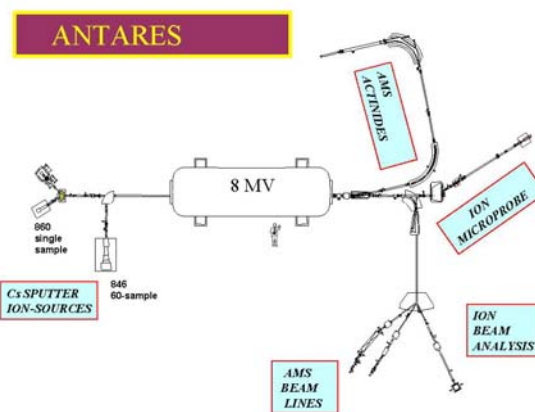 ANTARES
AMS
ACTINIDES
8 MV
ION
MICROPROBE
860
single
sample
846
60-sample
Cs SPUTTER
ION-SOURCES
ION
BEAM
ANALYSIS
AMS
BEAM
LINES